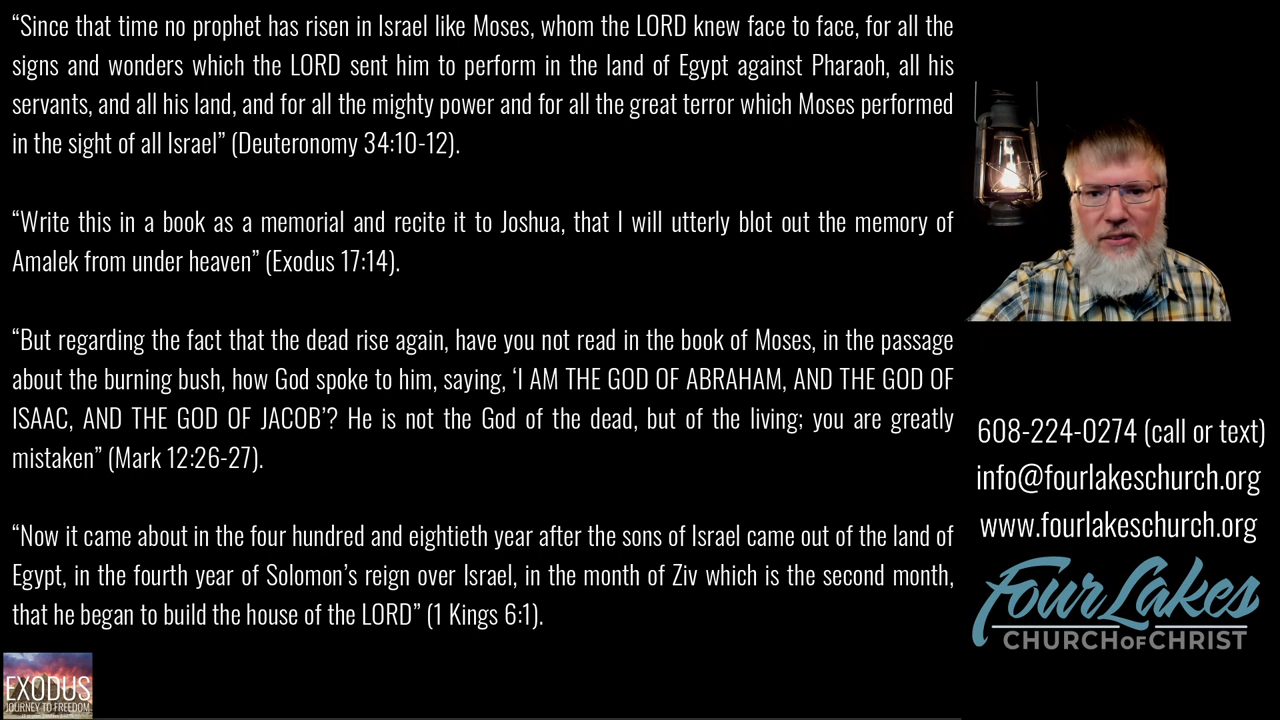 “Since that time no prophet has risen in Israel like Moses, whom the LORD knew face to face, for all the
signs and wonders which the LORD sent him to perform in the land of Egypt against Pharaoh, all his
servants, and all his land, and for all the mighty power and for all the great terror which Moses performed
in the sight of all Israel” (Deuteronomy 34:10-12).
“Write this in a book as a memorial and recite it to Joshua, that I will utterly blot out the memory of
Amalek from under heaven” (Exodus 17:14).
“But regarding the fact that the dead rise again, have you not read in the book of Moses, in the passage
about the burning bush, how God spoke to him, saying, ‘I AM THE GOD OF ABRAHAM, AND THE GOD OF
ISAAC, AND THE GOD OF JACOB’? He is not the God of the dead, but of the living; you are greatly
mistaken” (Mark 12:26-27).
“Now it came about in the four hundred and eightieth year after the sons of Israel came out of the land of
Egypt, in the fourth year of Solomon’s reign over Israel, in the month of Ziv which is the second month,
that he began to build the house of the LORD” (1 Kings 6:1).
608-224-0274 (call or text)
info@fourlakeschurch.org
www.fourlakeschurch.org
Four Lakes
CHURCH OF CHRIST
EXODUS
JOURNEY TO FREEDOM